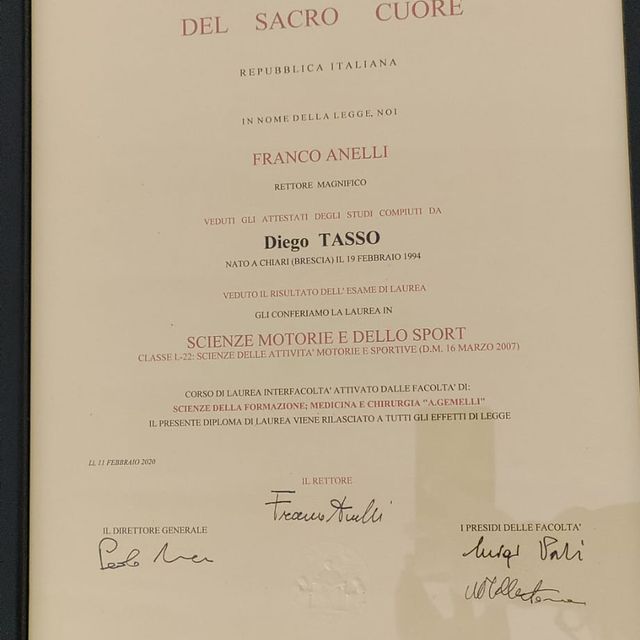 DEL SACRO CUORE
REPUBBLICA ITALIANA
IN NOME DELLA LEGGE, NOI
FRANCO ANELLI
RETTORE MAGNIFICO
VEDUTI GLI ATTESTATI DEGLI STUDI COMPIUTI DA
Diego TASSO
NATO A CHIARI (BRESCIA) IL 19 FEBBRAIO 1994
VEDUTO IL RISULTATO DELL' ESAME DI LAUREA
GLI CONFERIAMO LA LAUREA IN
SCIENZE MOTORIE E DELLO SPORT
CLASSE L-22: SCIENZE DELLE ATTIVITA' MOTORIE E SPORTIVE (D.M. 16 MARZO 2007)
CORSO DI LAUREA INTERFACOLTA' ATTIVATO DALLE FACOLTA' DI:
SCIENZE DELLA FORMAZIONE; MEDICINA E CHIRURGIA "A.GEMELLI"
IL PRESENTE DIPLOMA DI LAUREA VIENE RILASCIATO A TUTTI GLI EFFETTI DI LEGGE
Lì, 11 FEBBRAIO 2020
IL RETTORE
Franco Anelli
IL DIRETTORE GENERALE
I PRESIDI DELLE FACOLTA'
Luigi